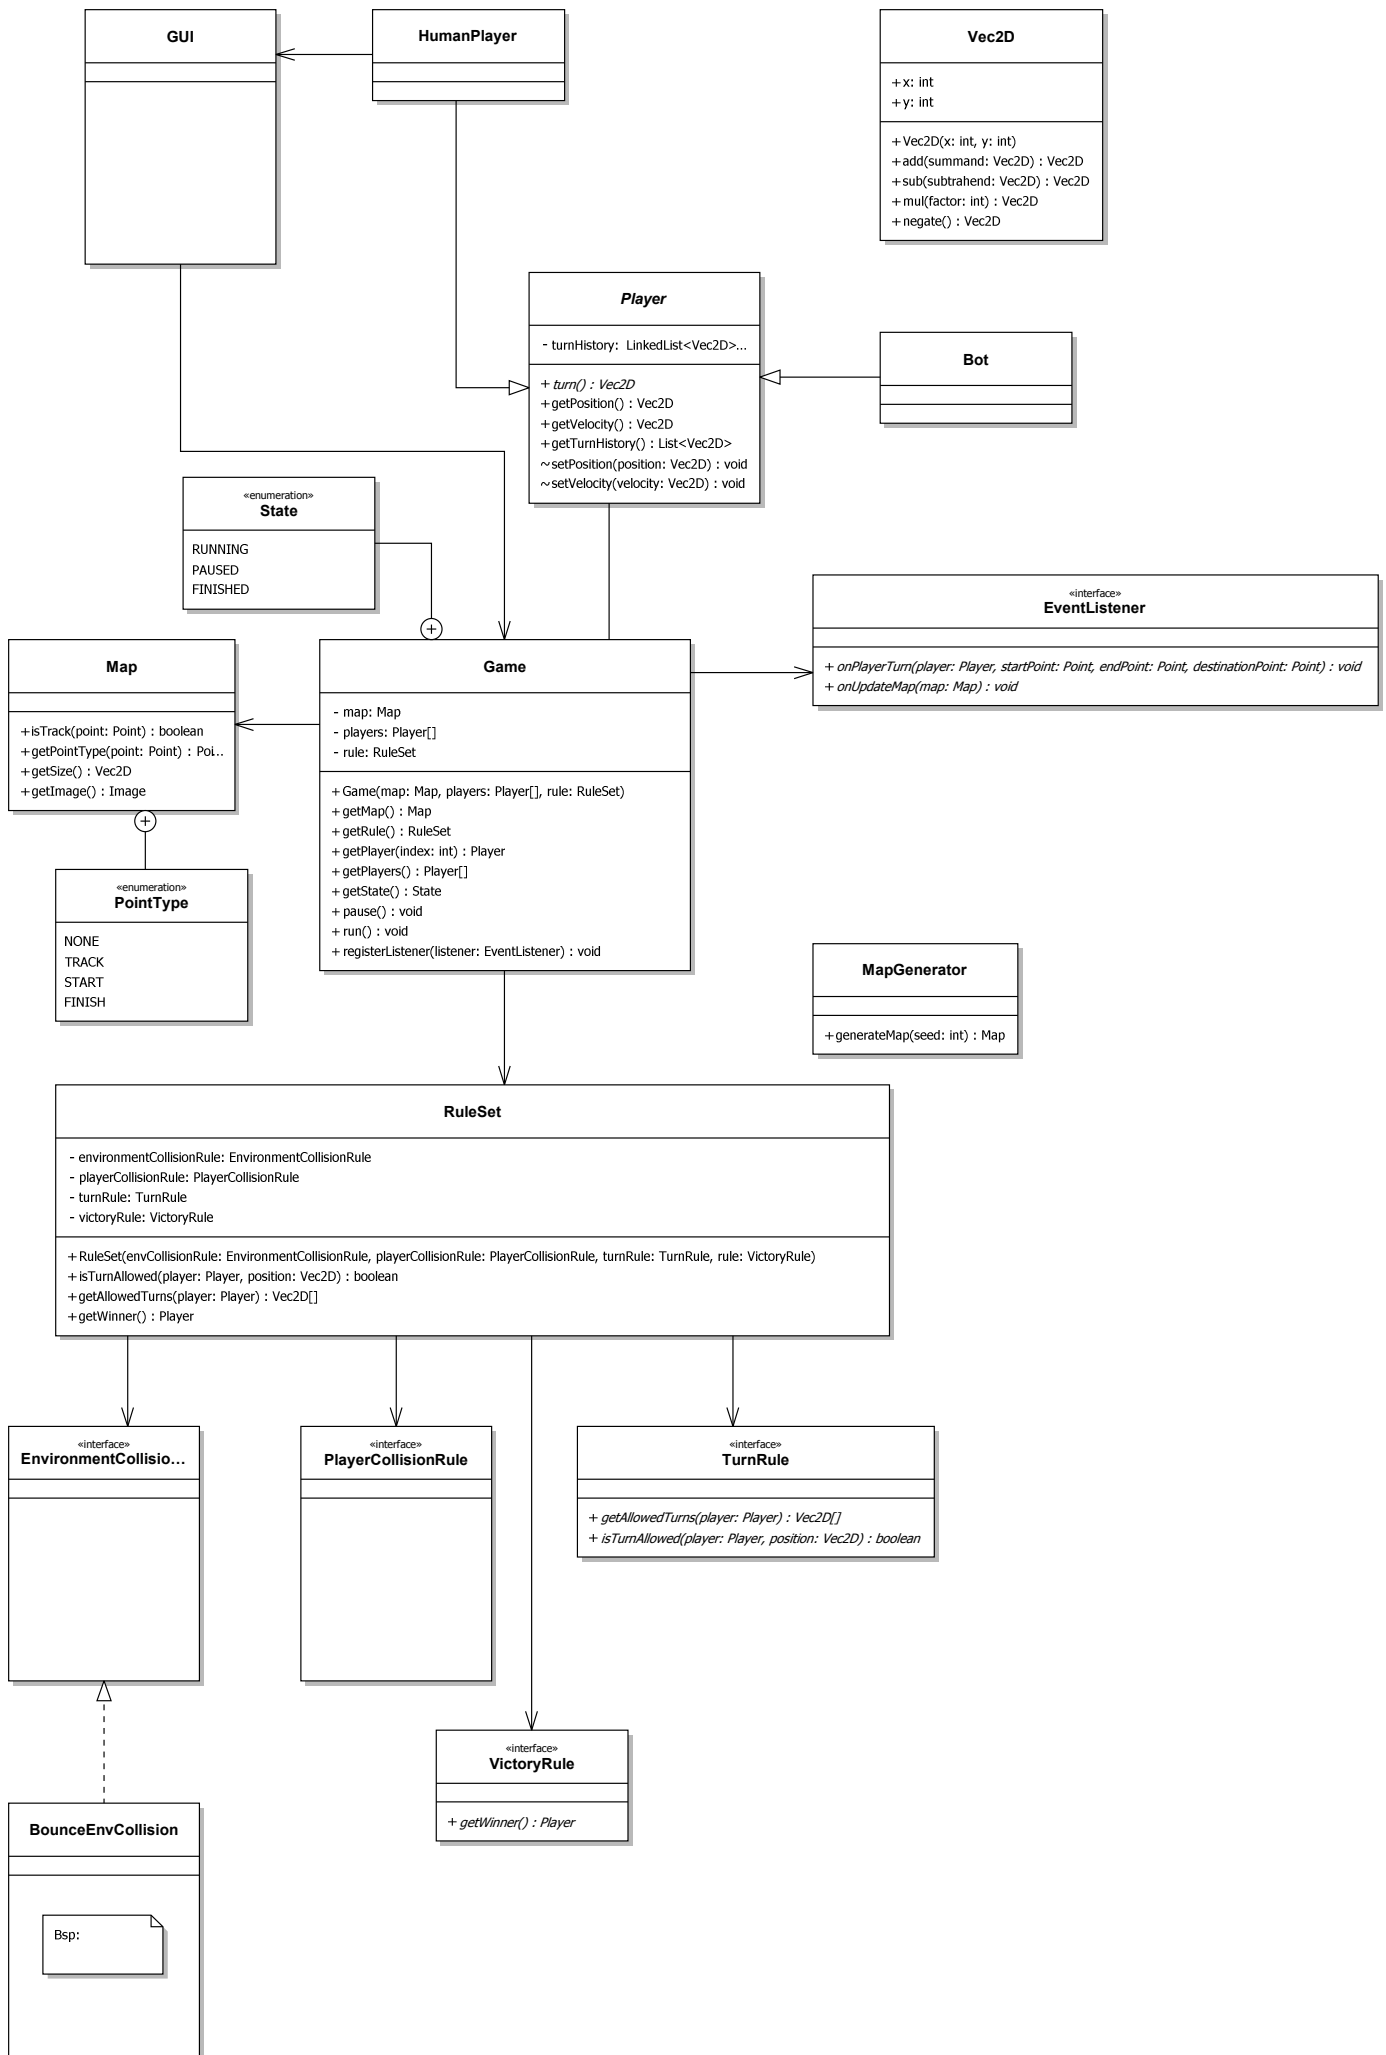 GUI
HumanPlayer
Vec2D
+x: int
+y: int
+Vec2D(x: int, y: int)
+add(summand: Vec2D) : Vec2D
+sub(subtrahend: Vec2D) : Vec2D
+mul(factor: int) : Vec2D
+negate() : Vec2D
Player
- turnHistory: LinkedList<Vec2D>...
+ turn() : Vec2D
+getPosition() : Vec2D
+getVelocity() : Vec2D
+getTurnHistory() : List<Vec2D>
~setPosition(position: Vec2D) : void
~setVelocity(velocity: Vec2D) : void
Bot
«enumeration»
State
RUNNING
PAUSED
FINISHED
«interface»
EventListener
+ onPlayerTurn(player: Player, startPoint: Point, endPoint: Point, destinationPoint: Point) : void
+ onUpdateMap(map: Map) : void
Map
+isTrack(point: Point) : boolean
+getPointType(point: Point) : Poi...
+getSize() : Vec2D
+getImage() : Image
Game
- map: Map
- players: Player[]
- rule: RuleSet
+Game(map: Map, players: Player[], rule: RuleSet)
+getMap() : Map
+getRule() : RuleSet
+getPlayer(index: int) : Player
+getPlayers() : Player[]
+getState() : State
+pause() : void
+run() : void
+registerListener(listener: EventListener) : void
«enumeration»
PointType
NONE
TRACK
START
FINISH
MapGenerator
+generateMap(seed: int) : Map
RuleSet
- environmentCollisionRule: EnvironmentCollisionRule
- playerCollisionRule: PlayerCollisionRule
- turnRule: TurnRule
- victoryRule: VictoryRule
+RuleSet(envCollisionRule: EnvironmentCollisionRule, playerCollisionRule: PlayerCollisionRule, turnRule: TurnRule, rule: VictoryRule)
+isTurnAllowed(player: Player, position: Vec2D) : boolean
+getAllowedTurns(player: Player) : Vec2D[]
+getWinner() : Player
«interface»
EnvironmentCollisio...
«interface»
PlayerCollisionRule
«interface»
TurnRule
+ getAllowedTurns(player: Player) : Vec2D[]
+ isTurnAllowed(player: Player, position: Vec2D) : boolean
«interface»
VictoryRule
+ getWinner() : Player
BounceEnvCollision
Bsp: